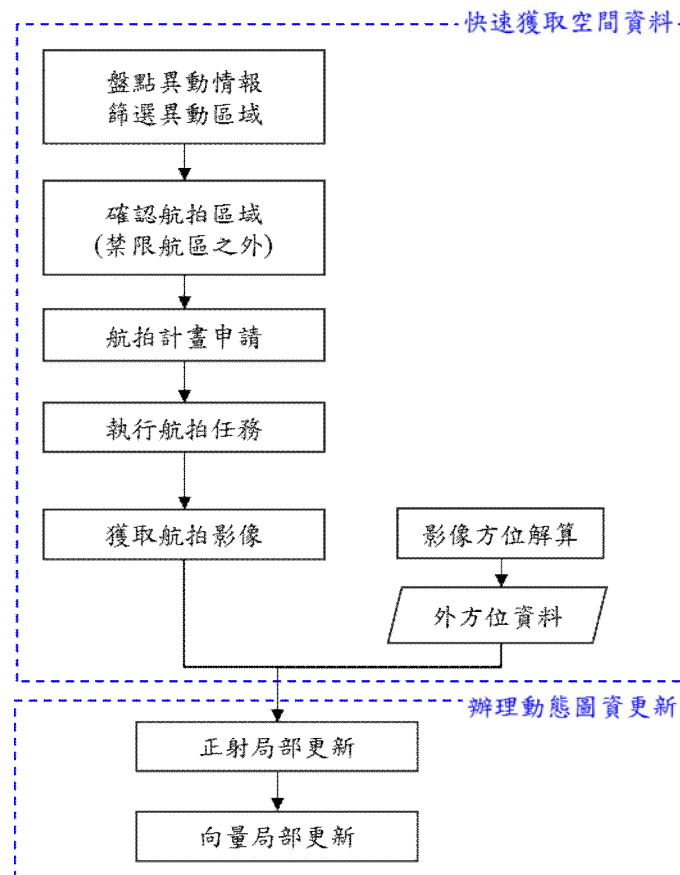 快速獲取空間資料
盤點異動情報
篩選異動區域
確認航拍區域
(禁限航區之外)
航拍計畫申請
執行航拍任務
獲取航拍影像
影像方位解算
外方位資料
辦理動態圖資更新
正射局部更新
向量局部更新